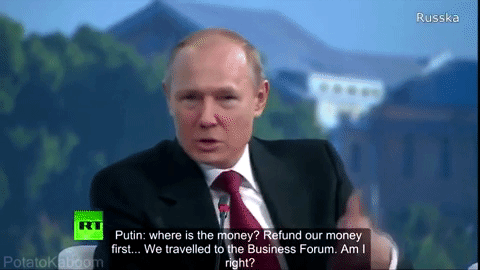 Russka
RT
Putin: where is the money? Refund our money
first... We travelled to the Business Forum. Am I
right?
PotatoKaboom